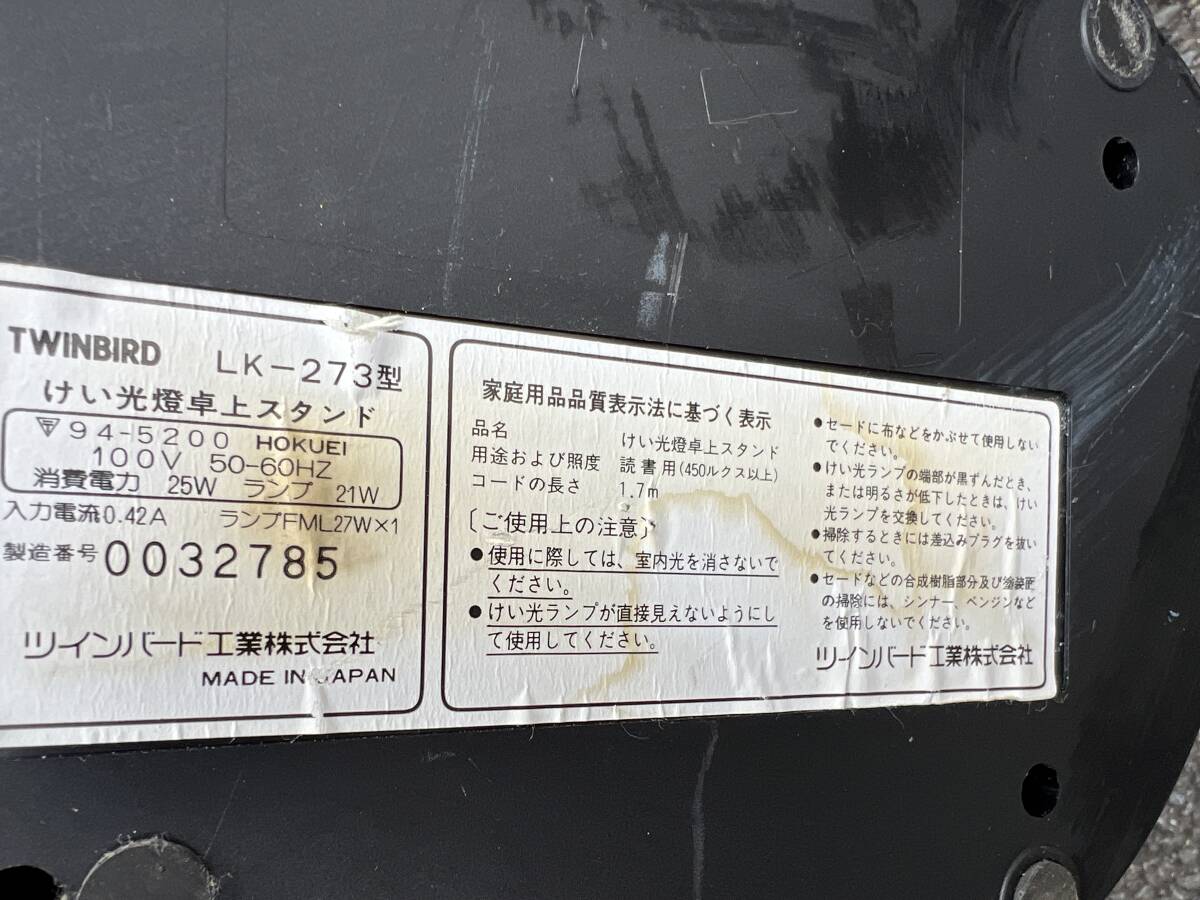 TWINBIRD LK-273型
けい光燈卓上スタンド
94-5200 HOKUEI
100V 50-60HZ
消費電力 25W ランプ 21W
入力電流0.42A ランプFML27W×1
製造番号 0032785
ツインバード工業株式会社
MADE IN JAPAN
家庭用品品質表示法に基づく表示
品名 けい光燈卓上スタンド
用途および照度 読書用(450ルクス以上)
コードの長さ 1.7m
〔ご使用上の注意〕
●使用に際しては、室内光を消さないで
ください。
●けい光ランプが直接見えないようにし
て使用してください。
●セードに布などをかぶせて使用しない
でください。
●けい光ランプの端部が黒ずんだとき、
または明るさが低下したときは、けい
光ランプを交換してください。
●掃除するときには差込みプラグを抜い
てください。
●セードなどの合成樹脂部分及び塗装面
の掃除には、シンナー、ベンジンなど
を使用しないでください。
ツインバード工業株式会社